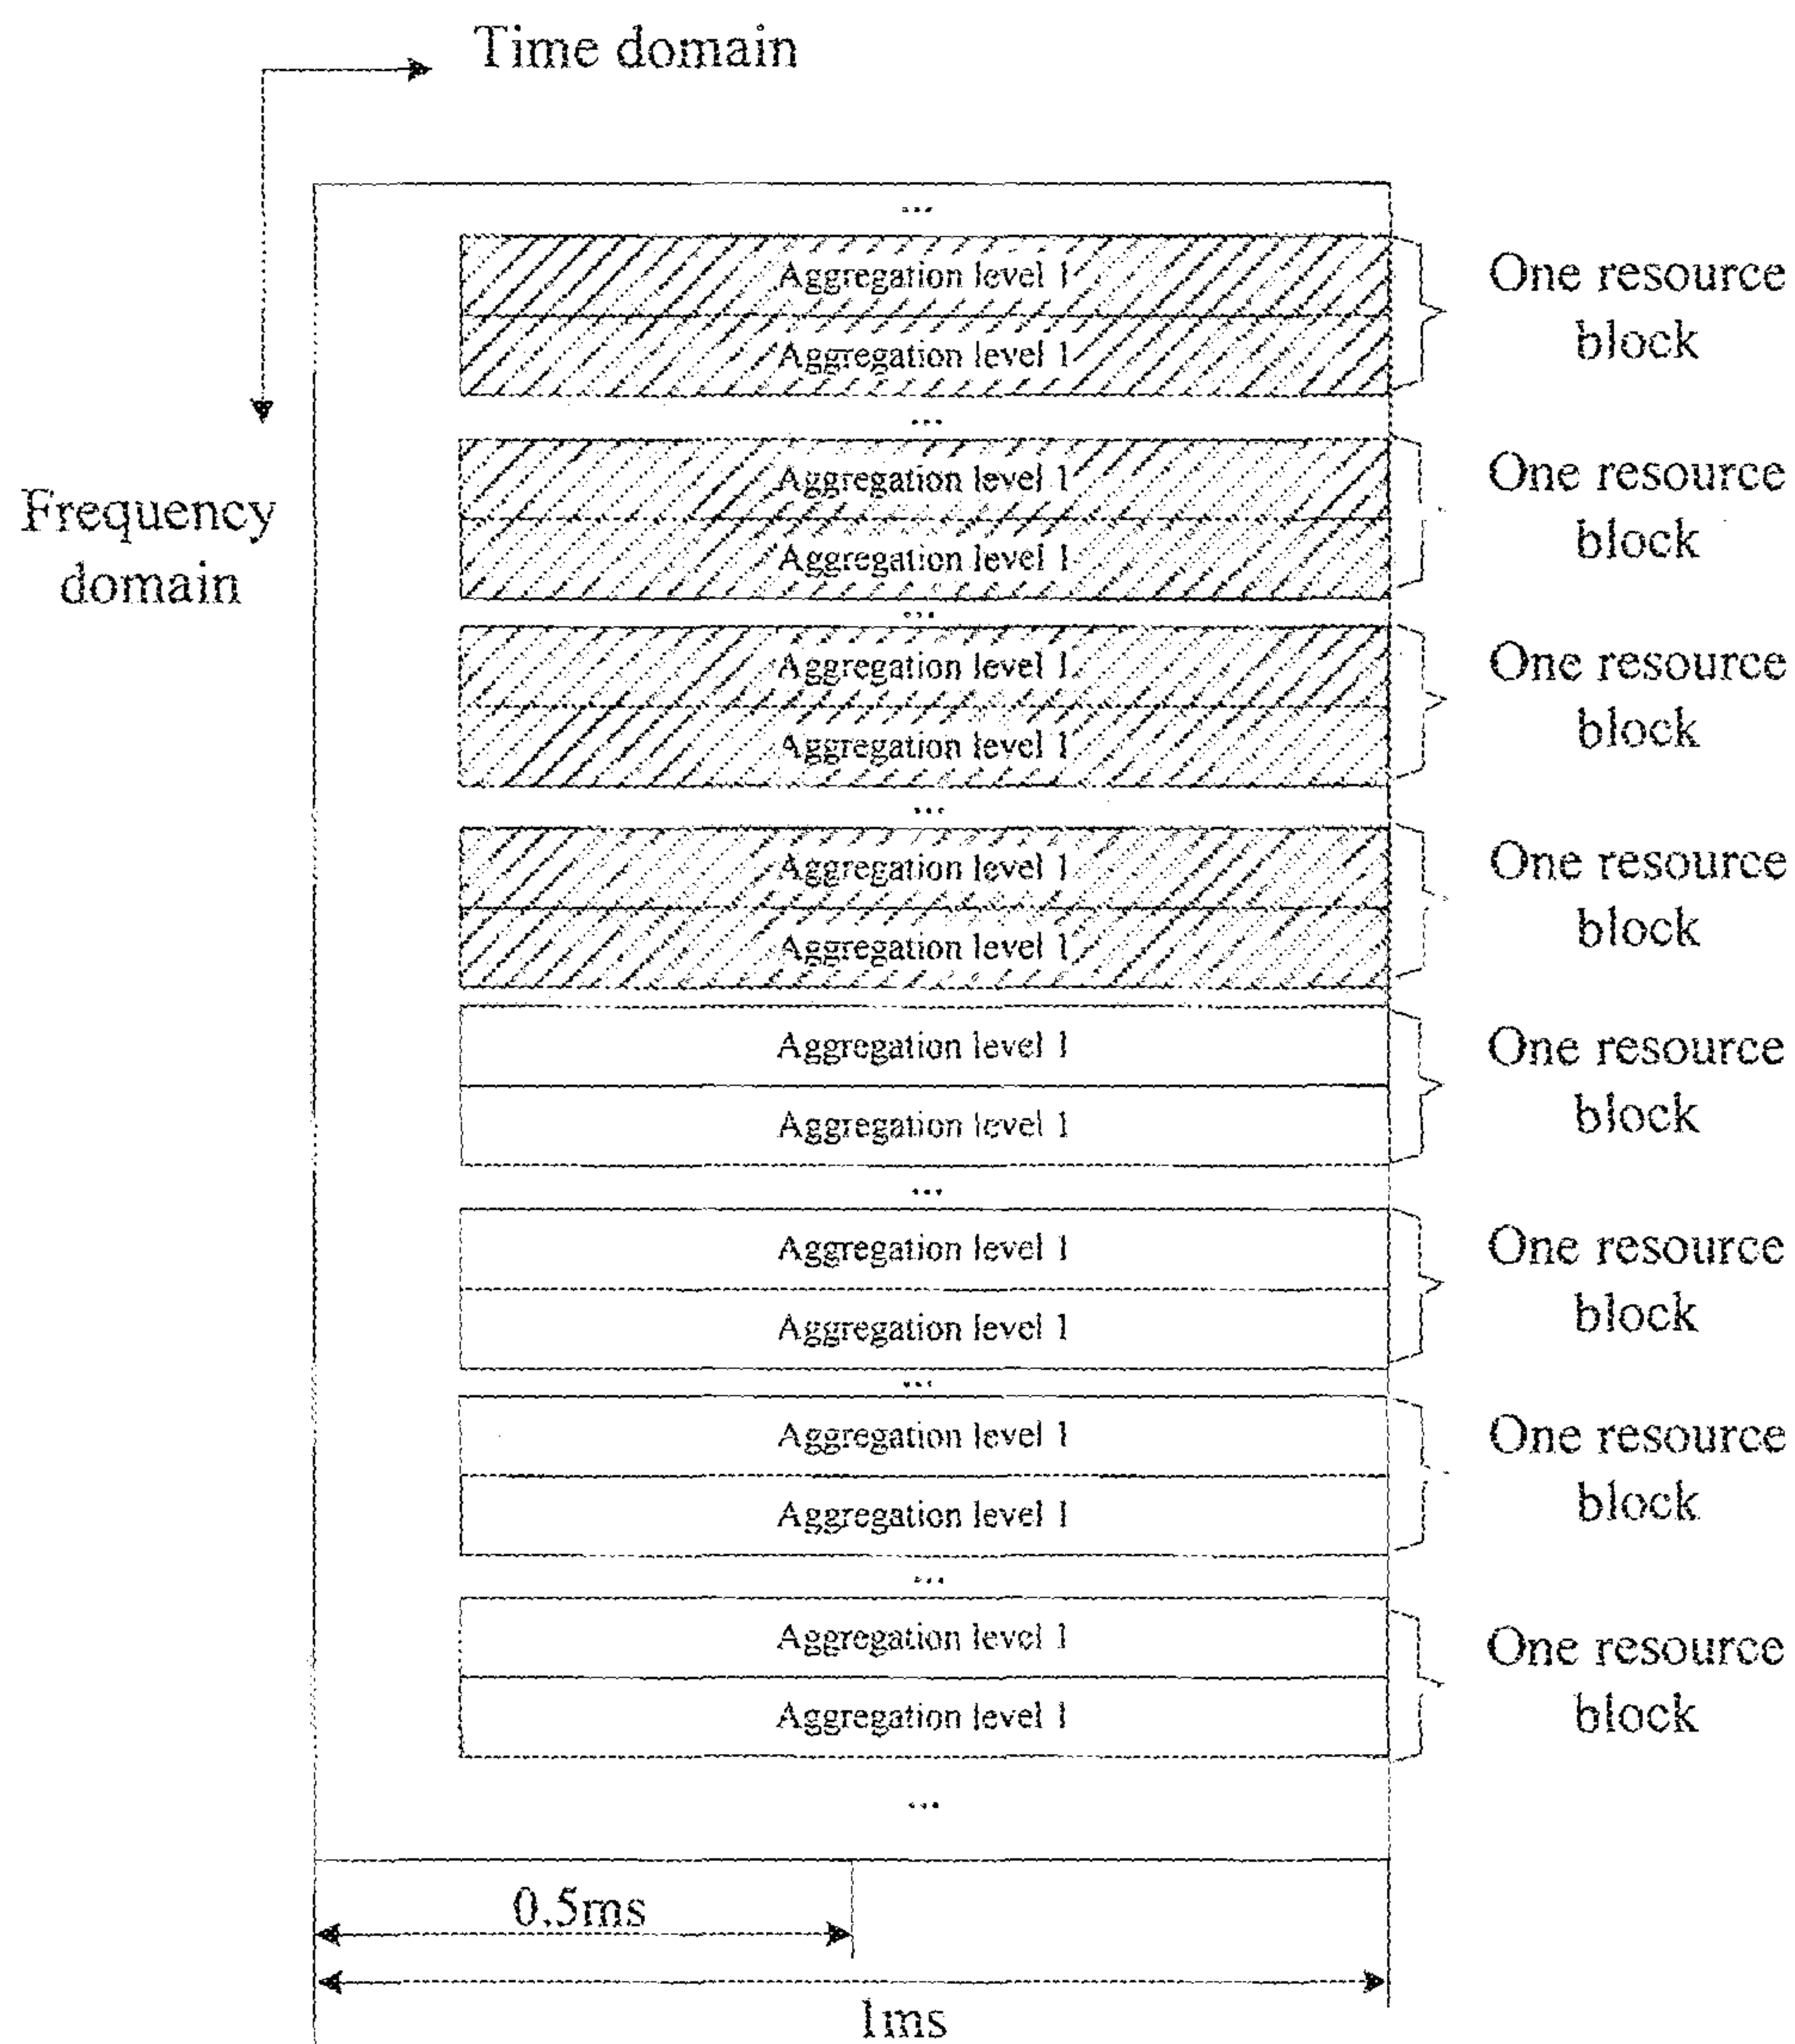 Time domain
...
Aggregation level 1
Aggregation level 1
One resource
block
...
Aggregation level 1
Aggregation level 1
One resource
block
Frequency
domain
...
Aggregation level 1
Aggregation level 1
One resource
block
...
Aggregation level 1
Aggregation level 1
One resource
block
Aggregation level 1
Aggregation level 1
One resource
block
...
Aggregation level 1
Aggregation level 1
One resource
block
...
Aggregation level 1
Aggregation level 1
One resource
block
...
Aggregation level 1
Aggregation level 1
One resource
block
...
0.5ms
1ms